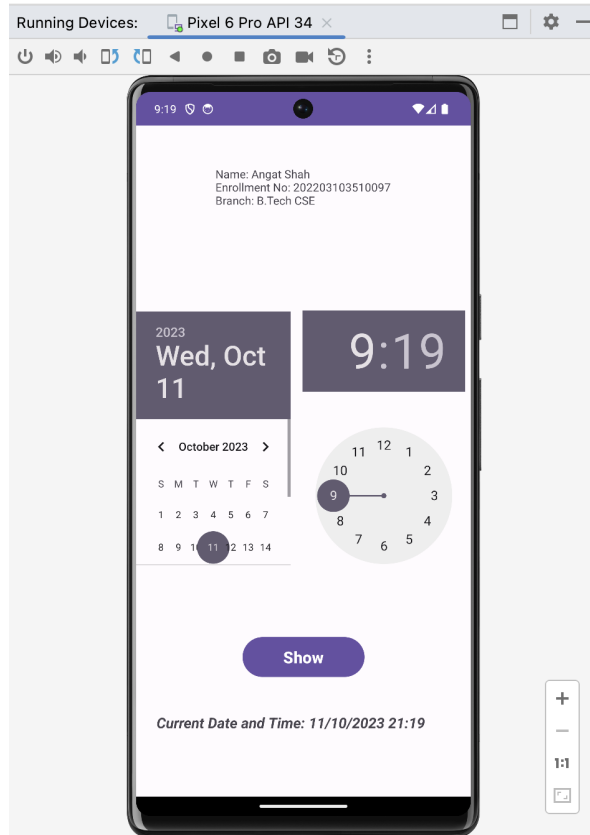 Running Devices: Pixel 6 Pro API 34
9:19
Name: Angat Shah
Enrollment No: 202203103510097
Branch: B.Tech CSE
2023
Wed, Oct
11
9:19
October 2023
S M T W T F S
1 2 3 4 5 6 7
8 9 10 11 12 13 14
12
11 1
10 2
9 3
8 4
7 5
6
Show
Current Date and Time: 11/10/2023 21:19
1:1